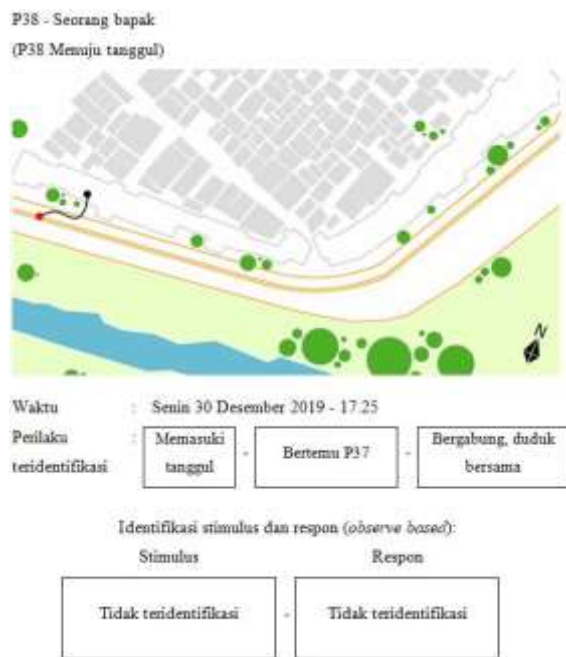 P38 - Seorang bapak
(P38 Menuju tanggul)
N
Waktu : Senin 30 Desember 2019 - 17.25
Perilaku teridentifikasi : Memasuki tanggul - Bertemu P37 - Bergabung, duduk bersama
Identifikasi stimulus dan respon (observe based):
Stimulus Respon
Tidak teridentifikasi - Tidak teridentifikasi